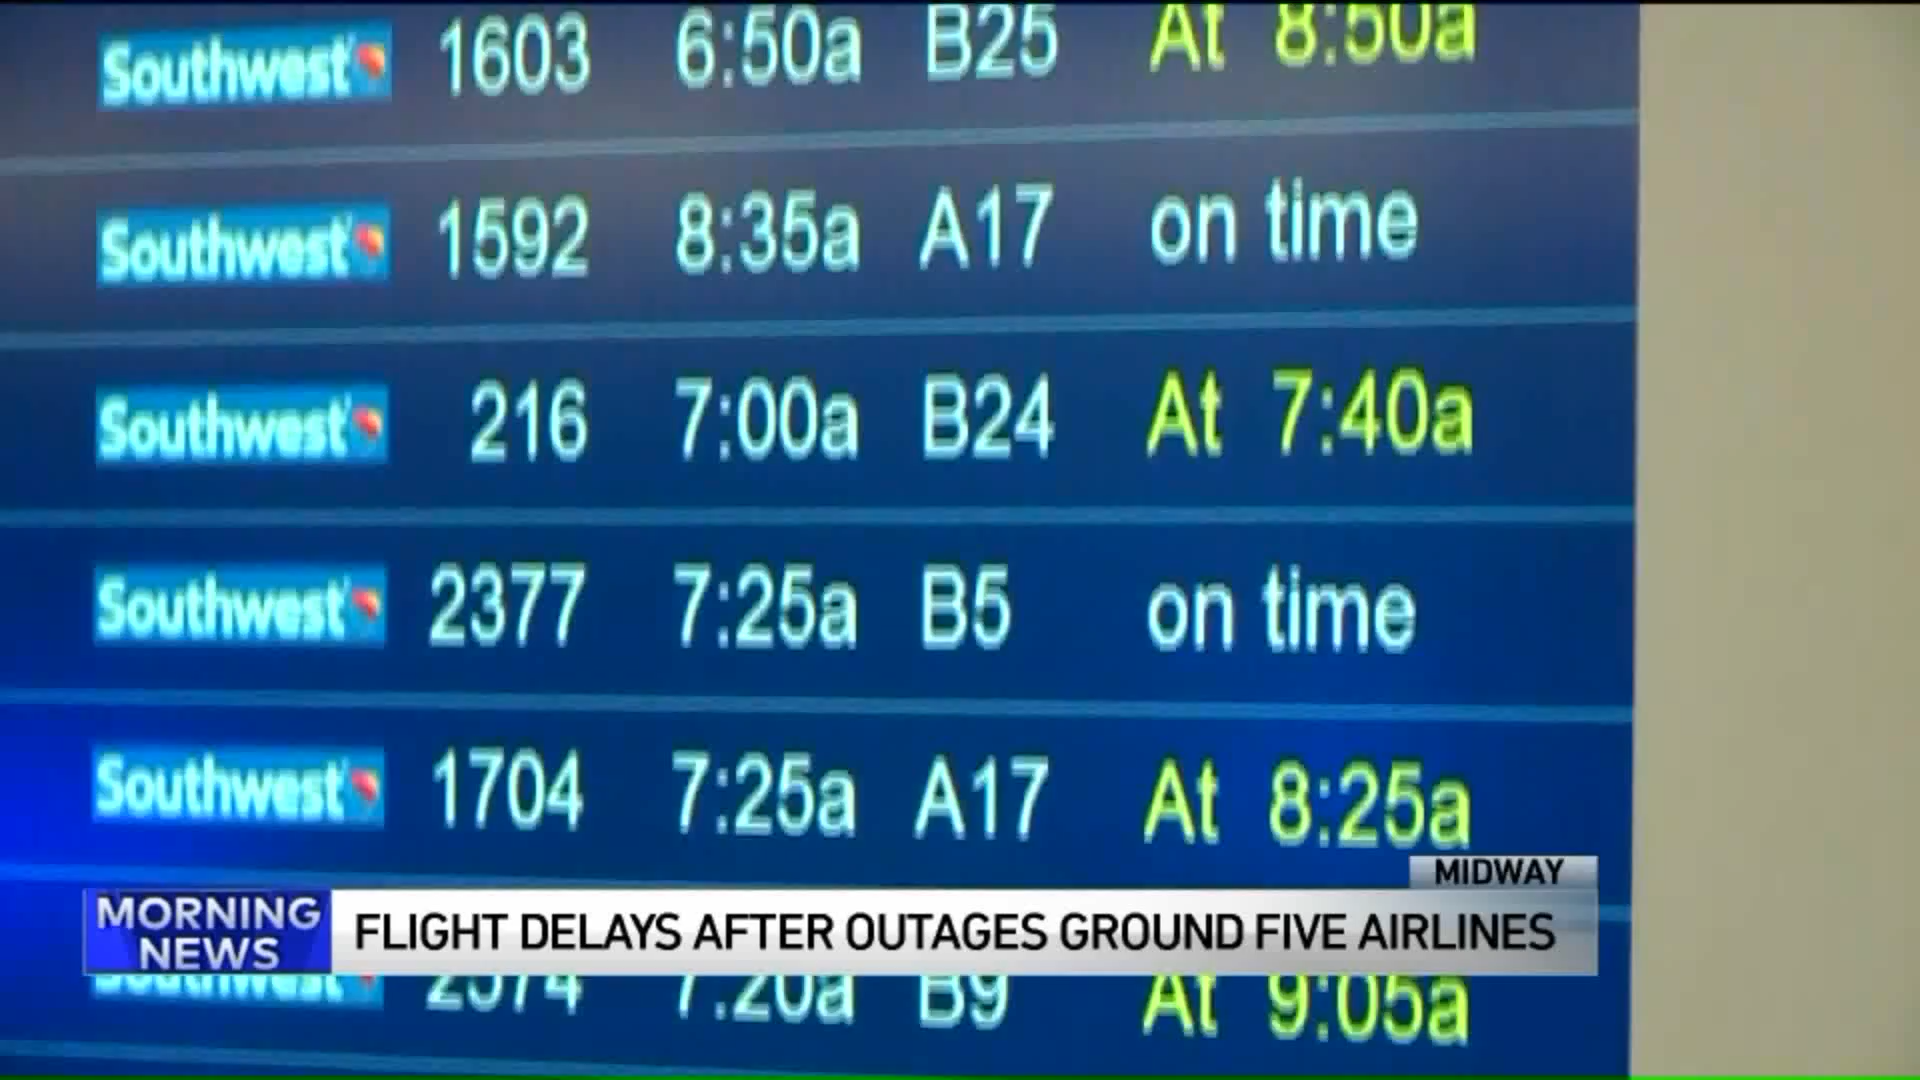 Southwest 1603 6:50a B25 At 8:50a
Southwest 1592 8:35a A17 on time
Southwest 216 7:00a B24 At 7:40a
Southwest 2377 7:25a B5 on time
Southwest 1704 7:25a A17 At 8:25a
MIDWAY
MORNING NEWS
FLIGHT DELAYS AFTER OUTAGES GROUND FIVE AIRLINES
Southwest 7:20a B9 At 9:05a